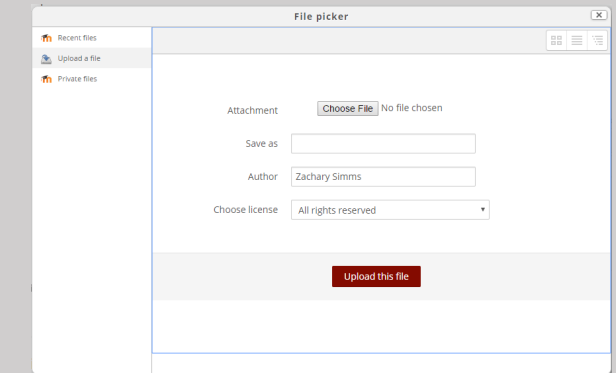 File picker
Recent files
Upload a file
Private files
Attachment Choose File No file chosen
Save as
Author Zachary Simms
Choose license All rights reserved
Upload this file